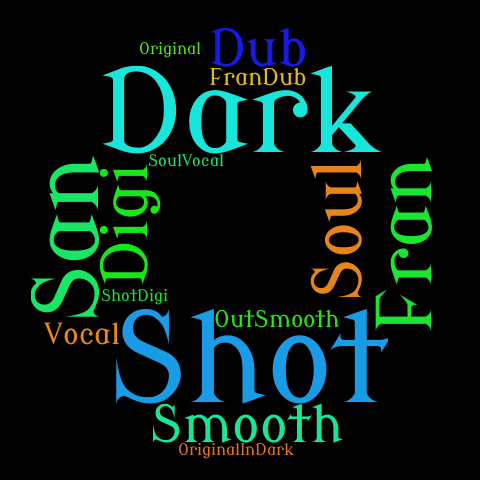 Original
Dub
FranDub
Dark
SoulVocal
San
Digi
Soul
Fran
ShotDigi
Vocal
OutSmooth
Shot
Smooth
OriginalInDark